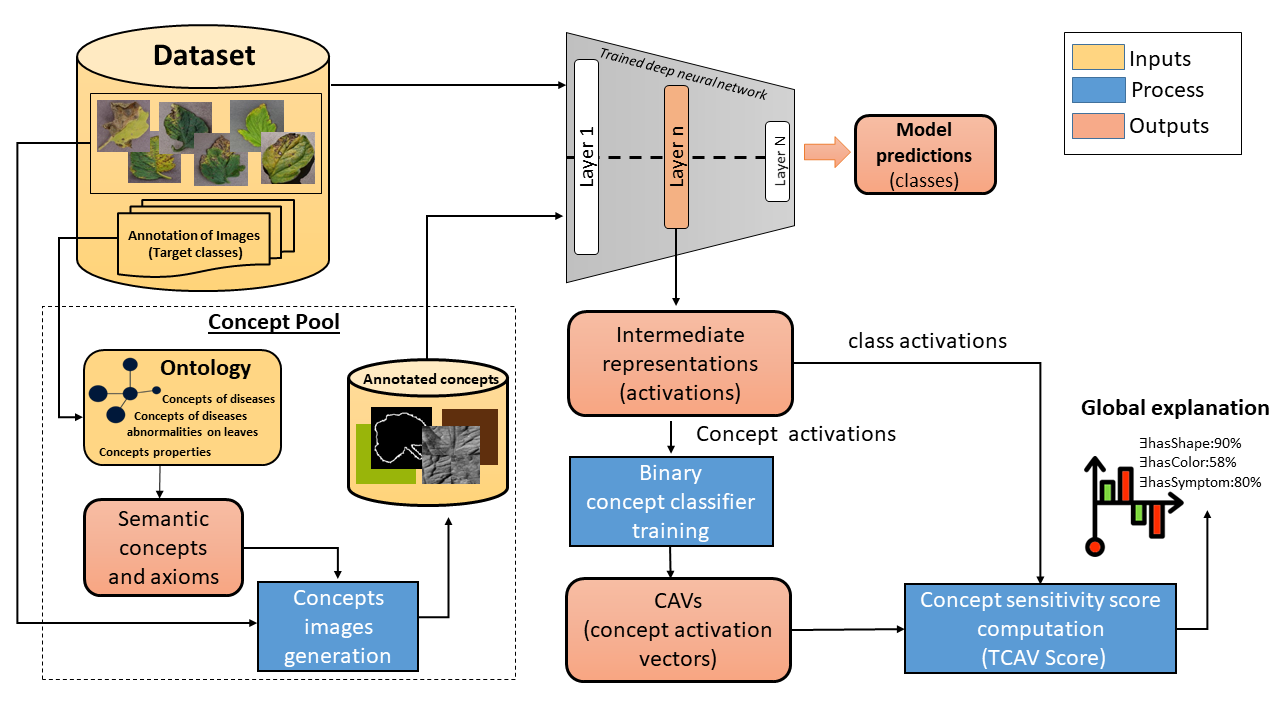 Dataset
Annotation of Images
(Target classes)
Trained deep neural network
Layer 1
Layer n
Layer N
Model
predictions
(classes)
Inputs
Process
Outputs
Concept Pool
Ontology
Concepts of diseases
Concepts of diseases
abnormalities on leaves
Concepts properties
Annotated concepts
Semantic
concepts
and axioms
Concepts
images
generation
Intermediate
representations
(activations)
class activations
Concept activations
Binary
concept classifier
training
CAVs
(concept activation
vectors)
Concept sensitivity score
computation
(TCAV Score)
Global explanation
∃hasShape:90%
∃hasColor:58%
∃hasSymptom:80%